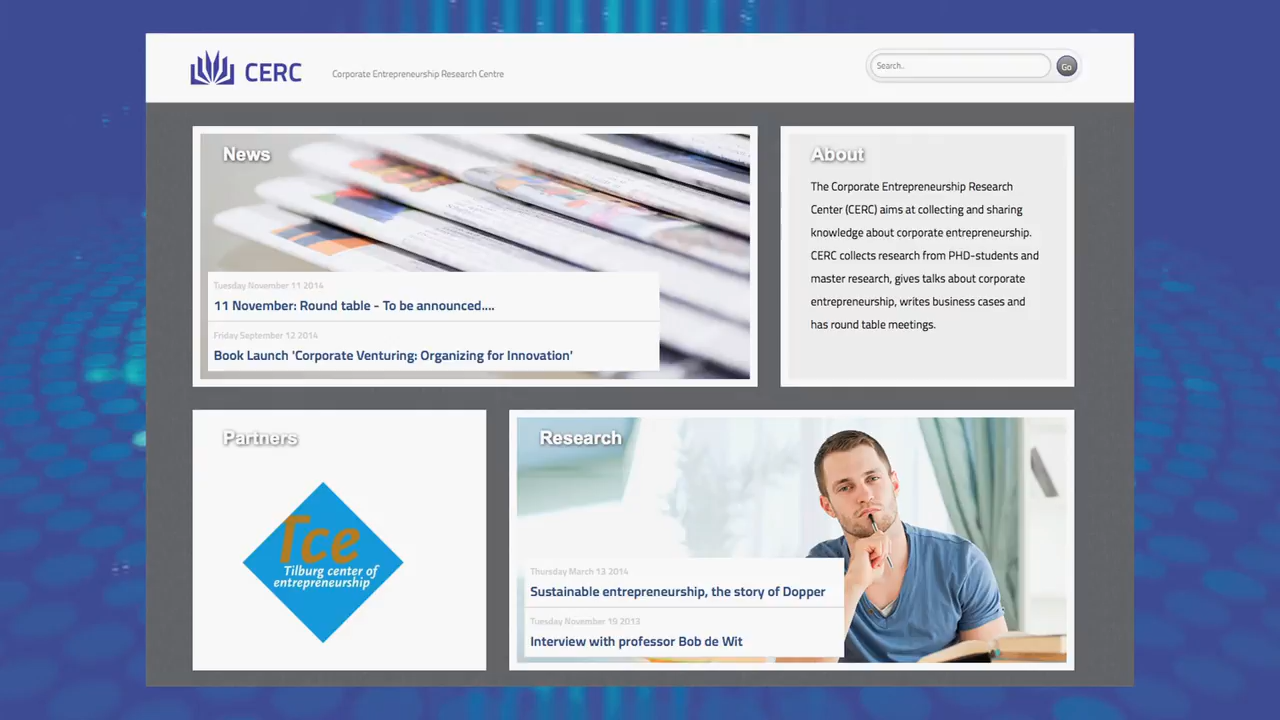 CERC
Corporate Entrepreneurship Research Centre
Search..
Go
News
Tuesday November 11 2014
11 November: Round table - To be announced....
Friday September 12 2014
Book Launch 'Corporate Venturing: Organizing for Innovation'
About
The Corporate Entrepreneurship Research
Center (CERC) aims at collecting and sharing
knowledge about corporate entrepreneurship.
CERC collects research from PHD-students and
master research, gives talks about corporate
entrepreneurship, writes business cases and
has round table meetings.
Partners
Tce
Tilburg center of
entrepreneurship
Research
Thursday March 13 2014
Sustainable entrepreneurship, the story of Dopper
Tuesday November 19 2013
Interview with professor Bob de Wit